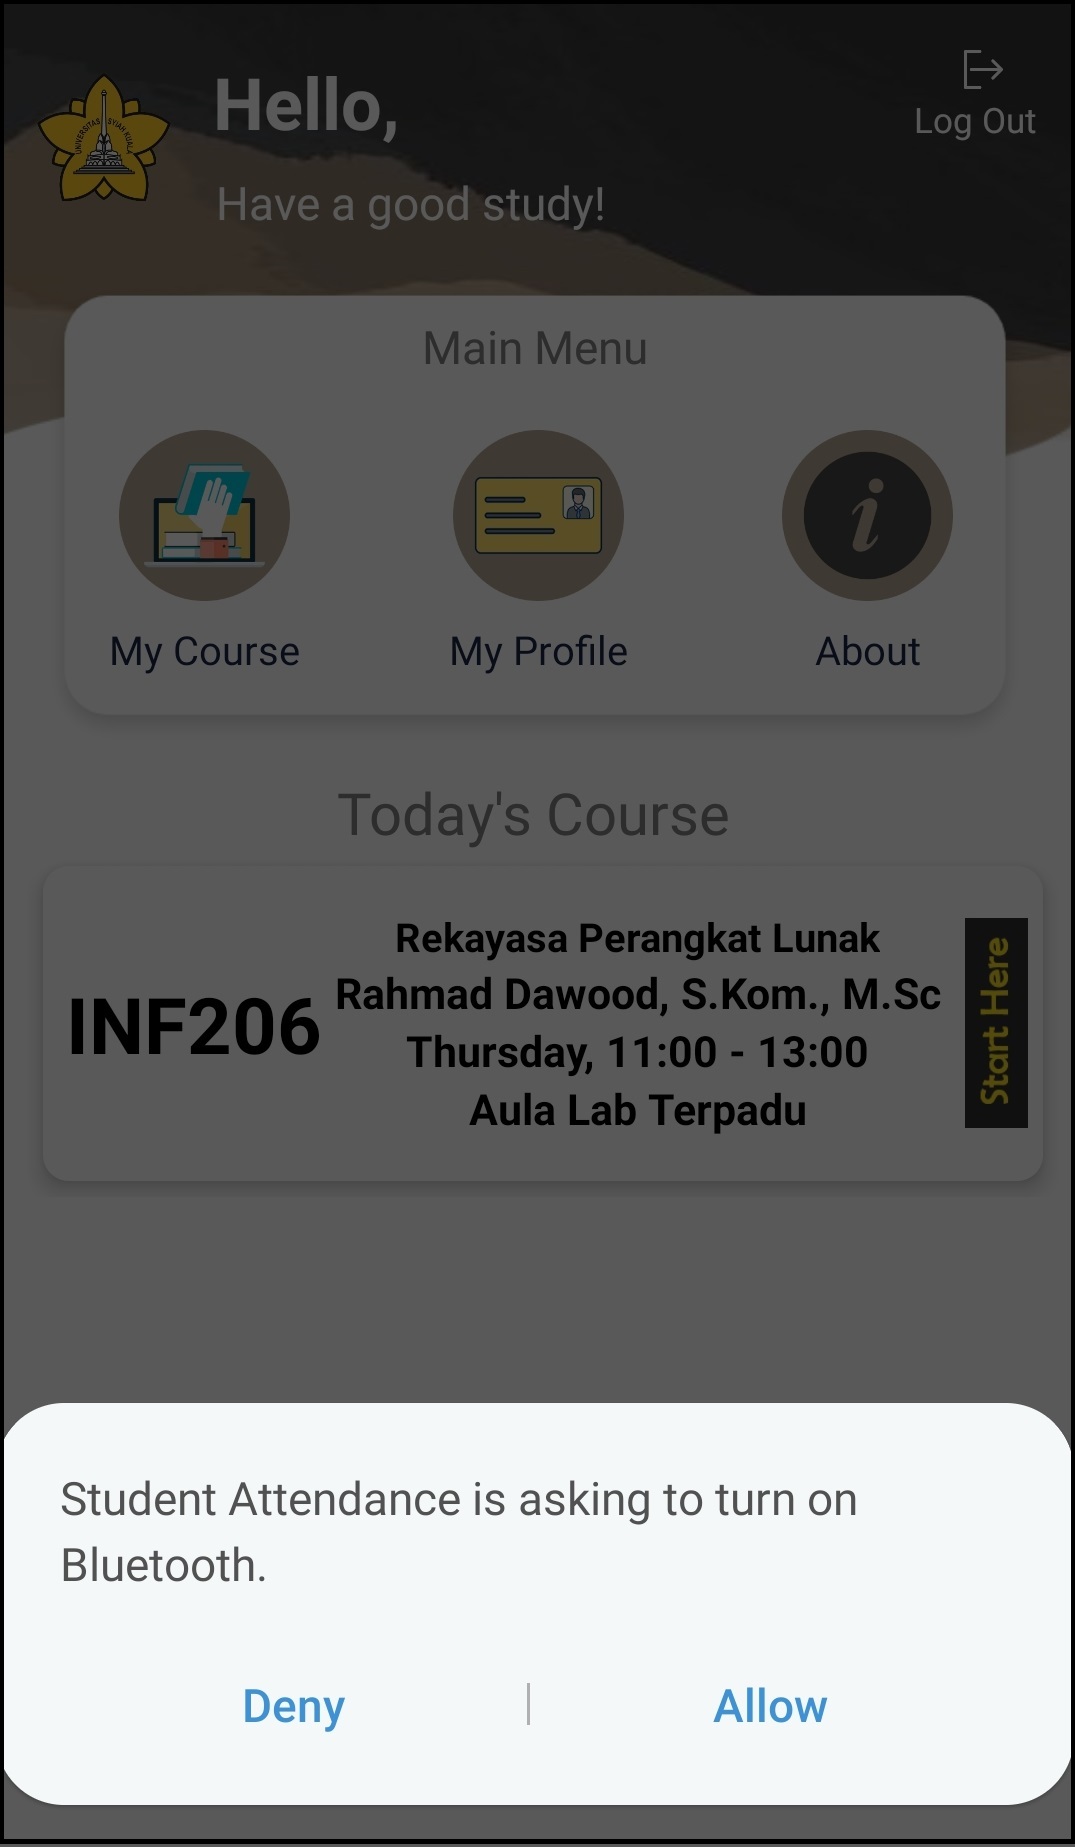 Hello,
Log Out
UNIVERSITAS SYIAH KUALA
Have a good study!
Main Menu
My Course
My Profile
About
Today's Course
INF206
Rekayasa Perangkat Lunak
Rahmad Dawood, S.Kom., M.Sc
Thursday, 11:00 - 13:00
Aula Lab Terpadu
Start Here
Student Attendance is asking to turn on
Bluetooth.
Deny
Allow